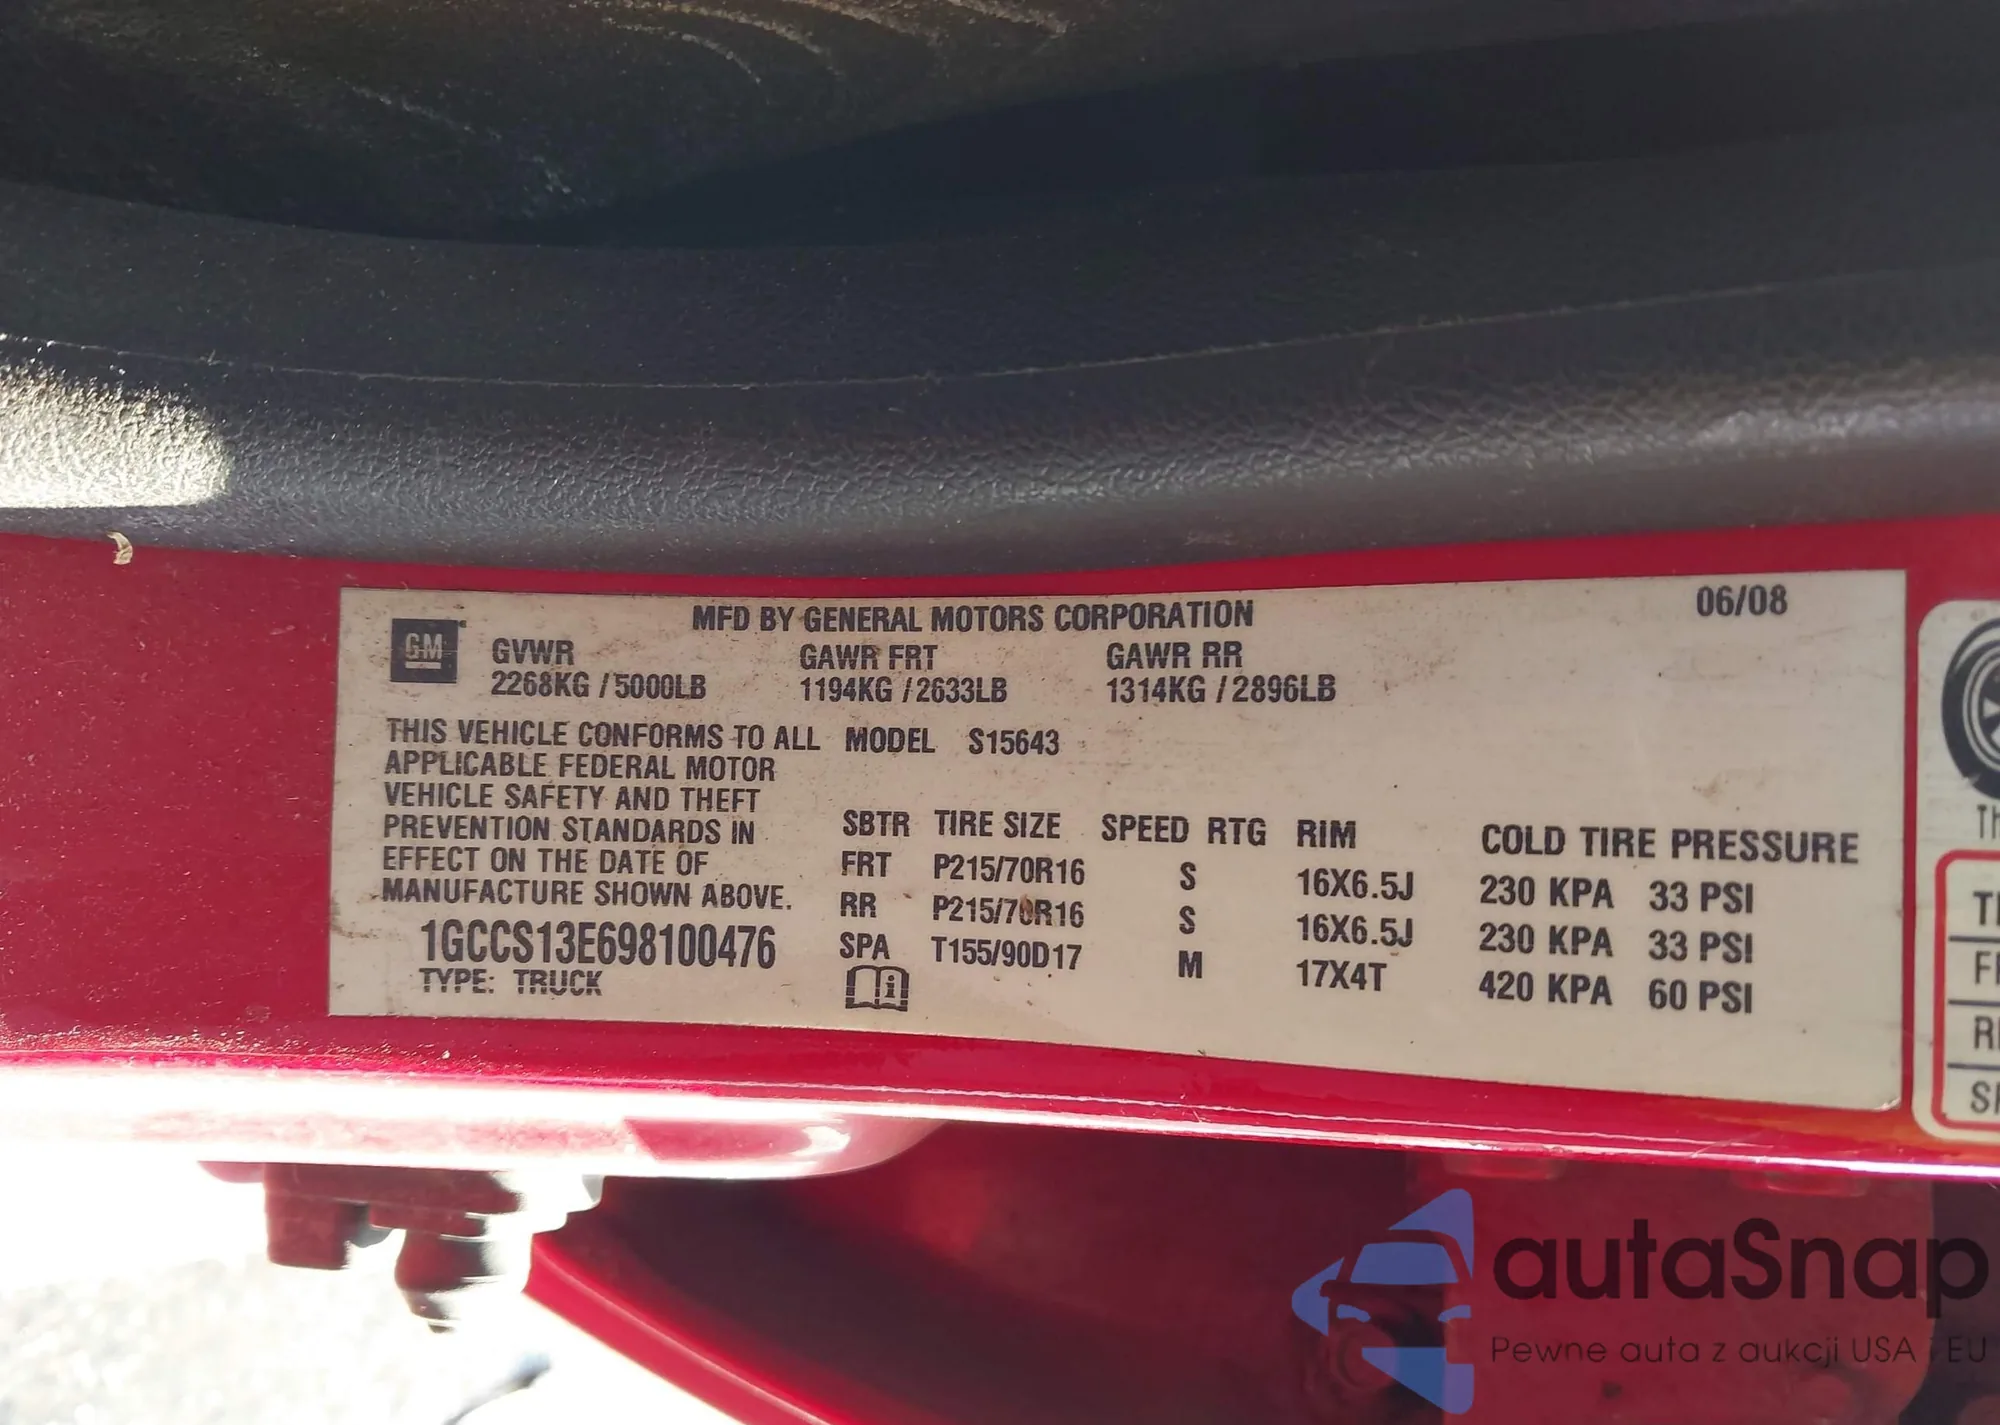 MFD BY GENERAL MOTORS CORPORATION 06/08
GM
GVWR GAWR FRT GAWR RR
2268KG / 5000LB 1194KG / 2633LB 1314KG / 2896LB
THIS VEHICLE CONFORMS TO ALL
APPLICABLE FEDERAL MOTOR
VEHICLE SAFETY AND THEFT
PREVENTION STANDARDS IN
EFFECT ON THE DATE OF
MANUFACTURE SHOWN ABOVE.
1GCCS13E698100476
TYPE: TRUCK
MODEL S15643
SBTR TIRE SIZE SPEED RTG RIM COLD TIRE PRESSURE
FRT P215/70R16 S 16X6.5J 230 KPA 33 PSI
RR P215/70R16 S 16X6.5J 230 KPA 33 PSI
SPA T155/90D17 M 17X4T 420 KPA 60 PSI
autaSnap
Pewne auta z aukcji USA i EU